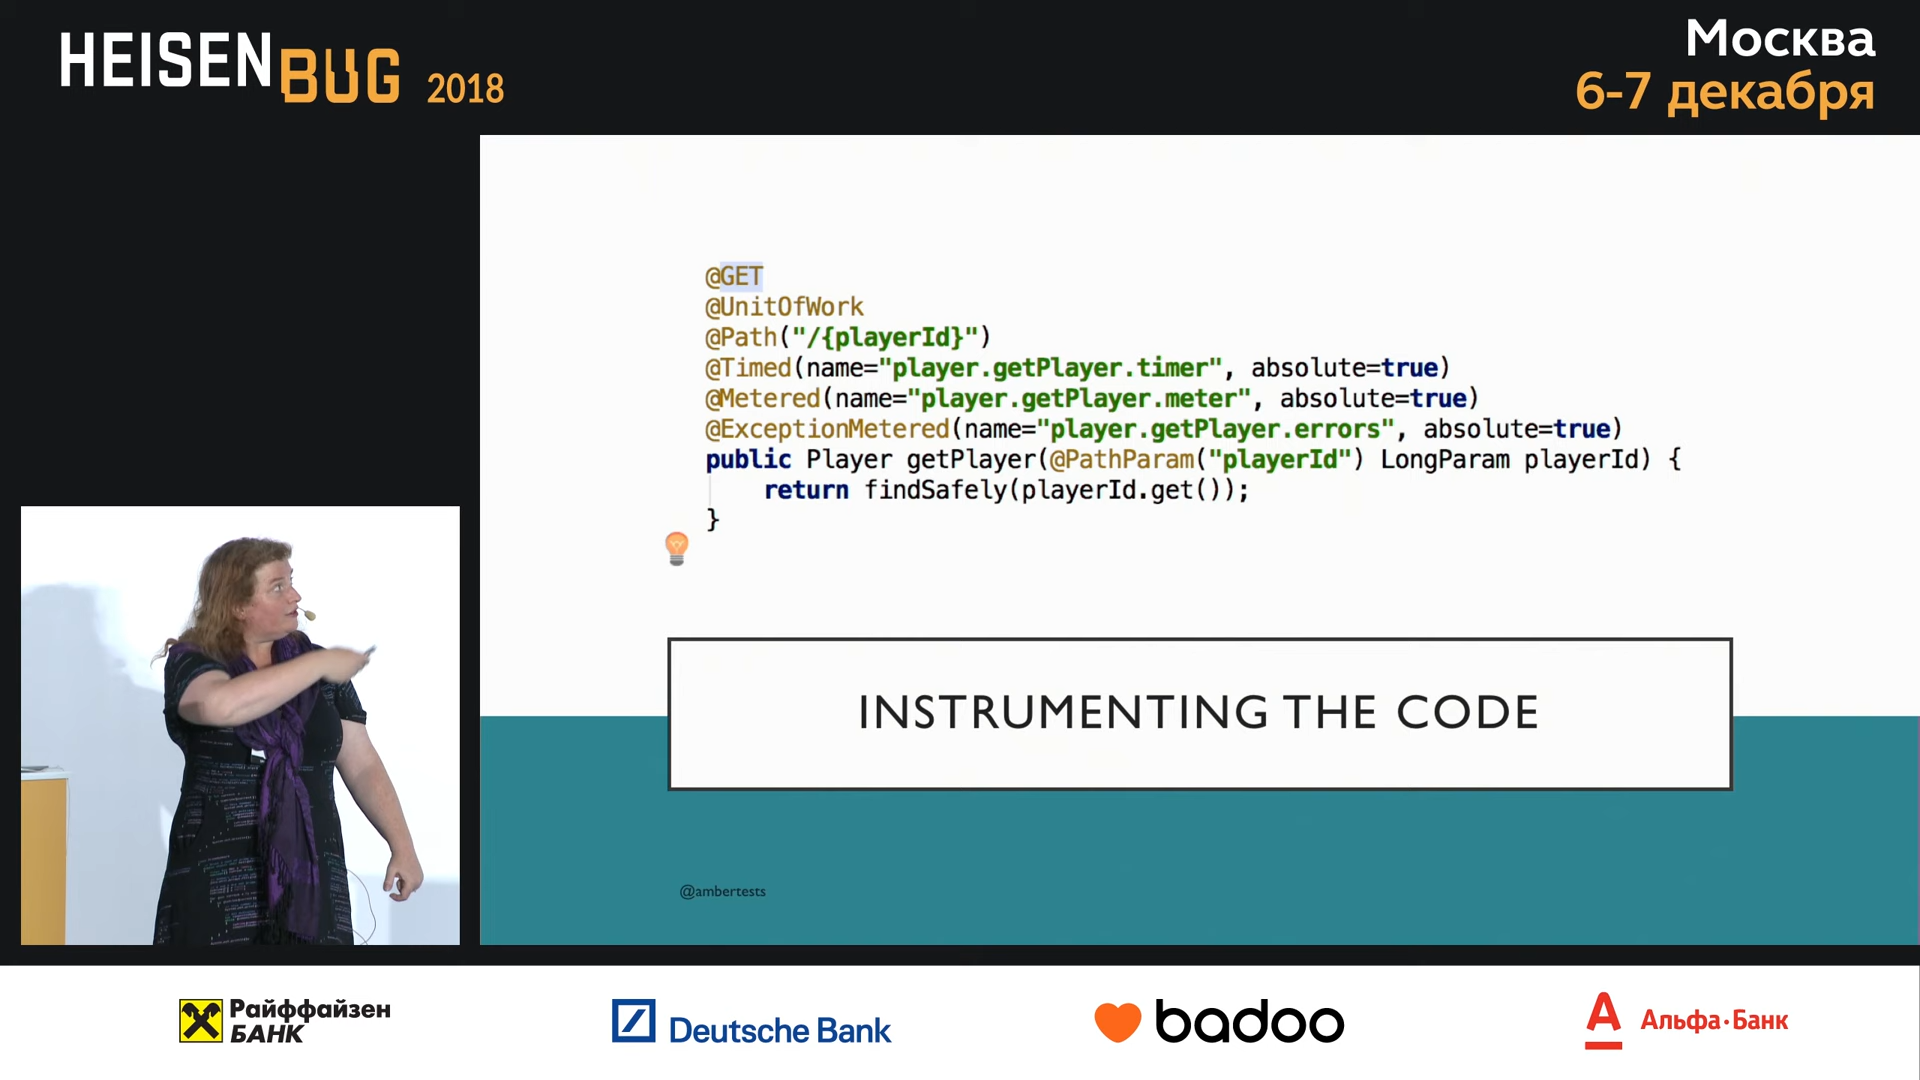 HEISENBUG 2018
Москва
6-7 декабря
@GET
@UnitOfWork
@Path("/{playerId}")
@Timed(name="player.getPlayer.timer", absolute=true)
@Metered(name="player.getPlayer.meter", absolute=true)
@ExceptionMetered(name="player.getPlayer.errors", absolute=true)
public Player getPlayer(@PathParam("playerId") LongParam playerId) {
return findSafely(playerId.get());
}
INSTRUMENTING THE CODE
@ambertests
Райффайзен
БАНК
Deutsche Bank
badoo
Альфа·Банк